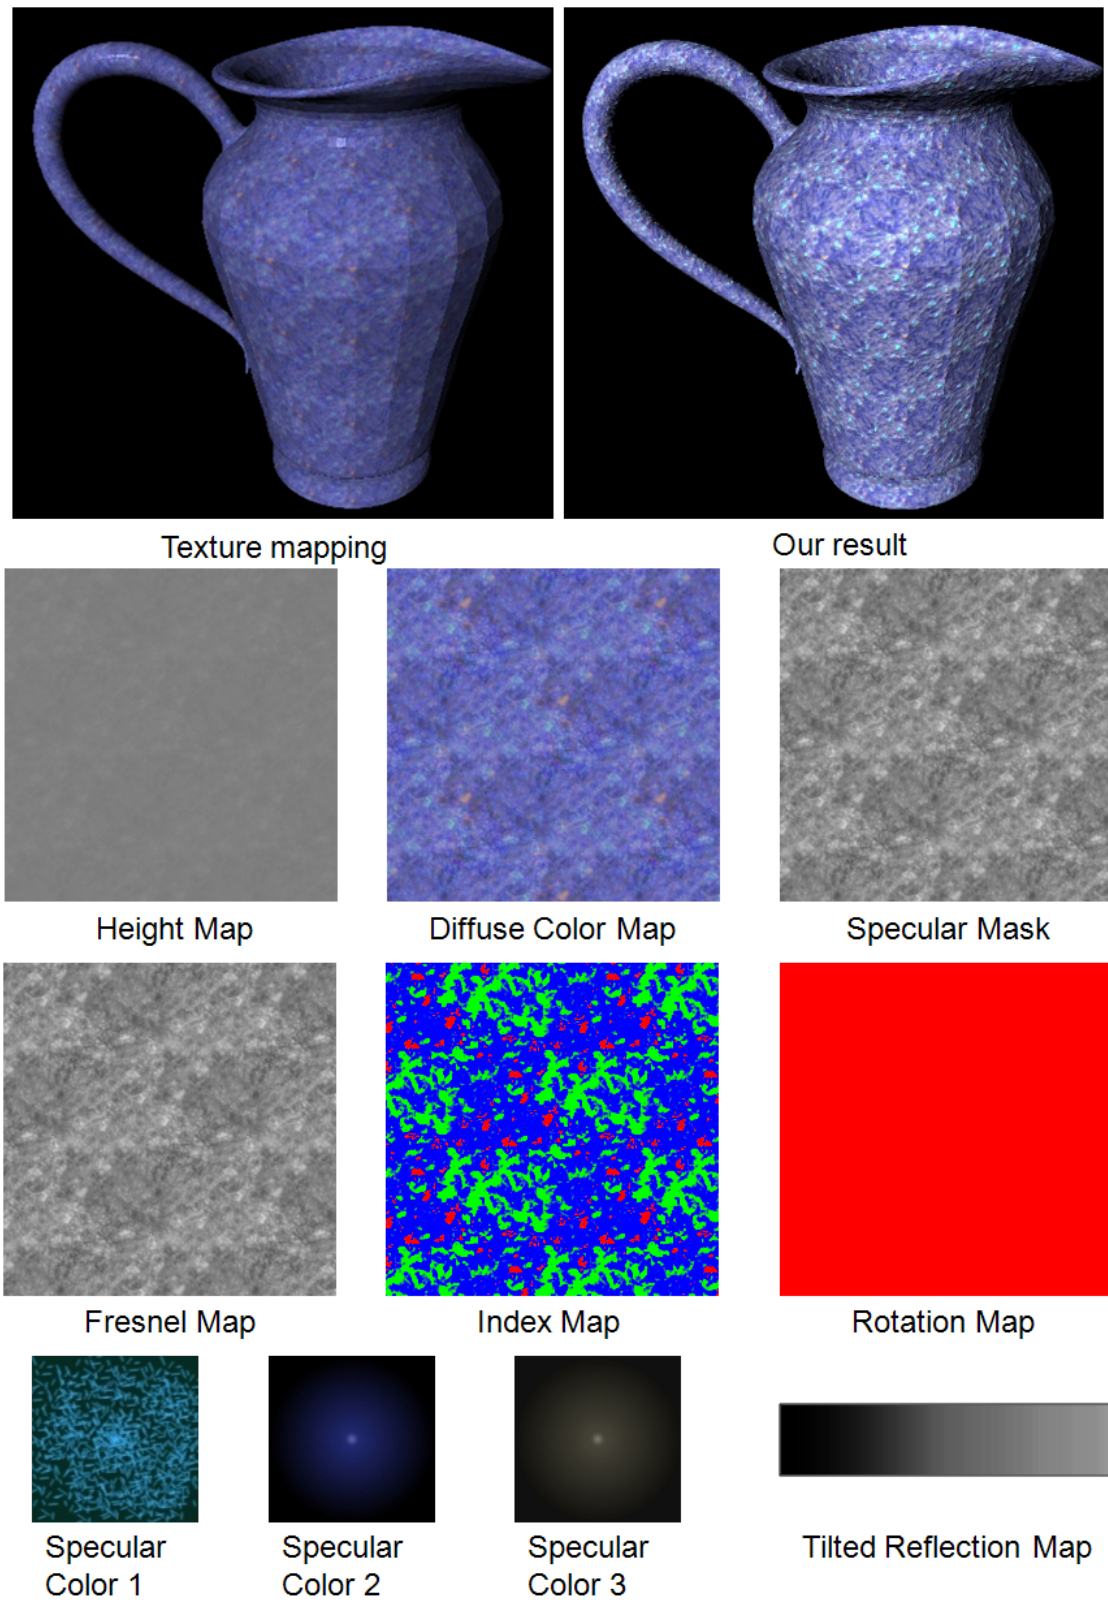 Texture mapping
Our result
Height Map
Diffuse Color Map
Specular Mask
Fresnel Map
Index Map
Rotation Map
Specular
Color 1
Specular
Color 2
Specular
Color 3
Tilted Reflection Map